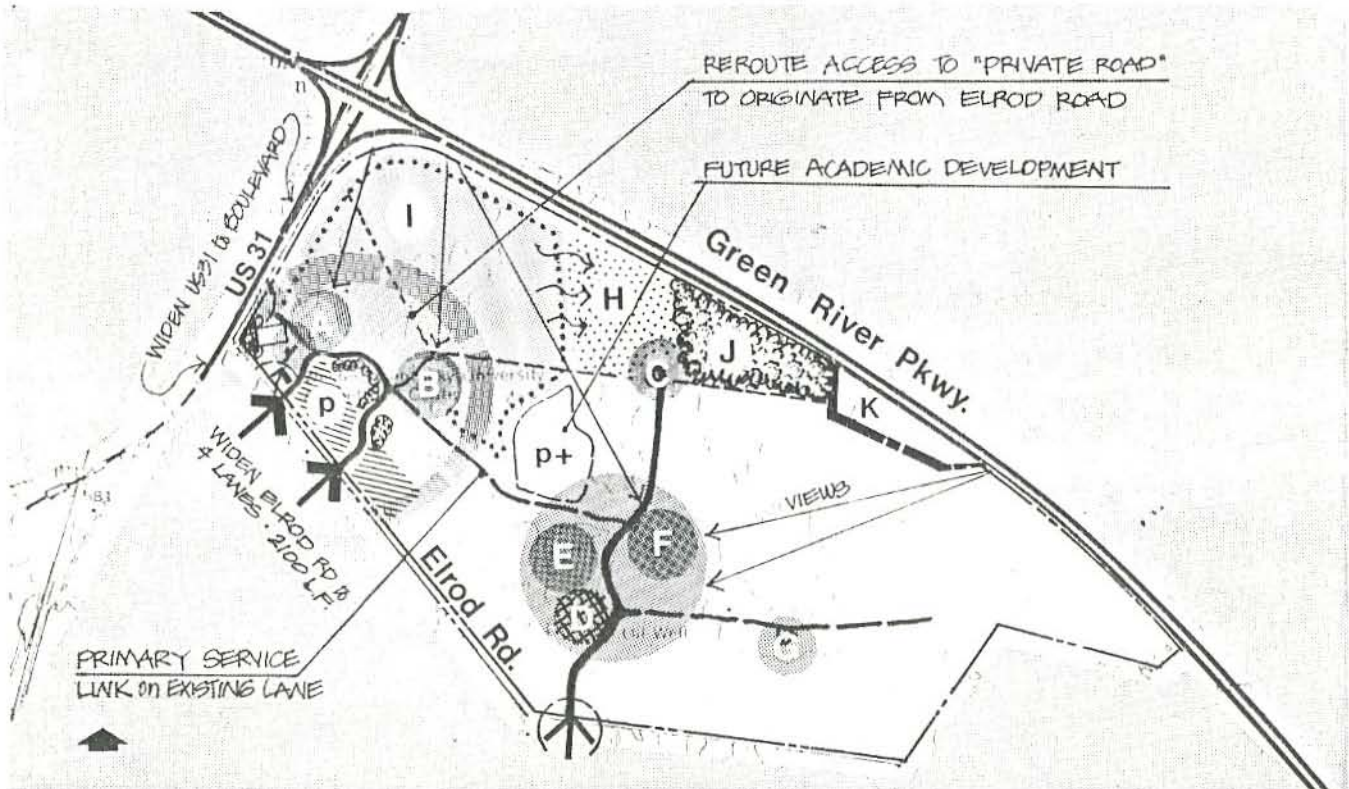 REROUTE ACCESS TO "PRIVATE ROAD"
TO ORIGINATE FROM ELROD ROAD
FUTURE ACADEMIC DEVELOPMENT
WIDEN US31 to BOULEVARD
US 31
I
H
Green River Pkwy.
J
B
K
P
p+
WIDEN ELROD RD to
4 LANES 2100 L.F.
VIEWS
E
F
Elrod Rd.
Well
PRIMARY SERVICE
LINK on EXISTING LANE